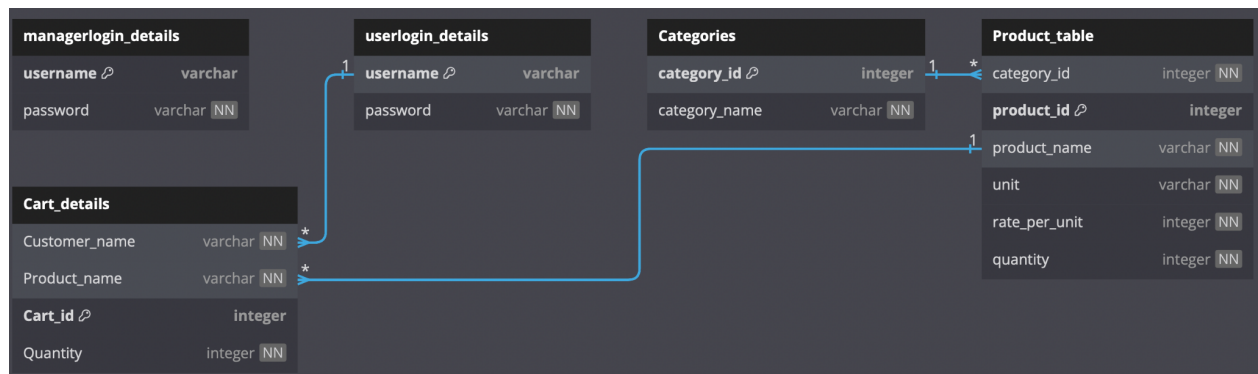 managerlogin_details
username varchar
password varchar NN
userlogin_details
1 username varchar
password varchar NN
Categories
category_id integer 1
category_name varchar NN
Product_table
* category_id integer NN
product_id integer
1 product_name varchar NN
unit varchar NN
rate_per_unit integer NN
quantity integer NN
Cart_details
Customer_name varchar NN *
Product_name varchar NN *
Cart_id integer
Quantity integer NN